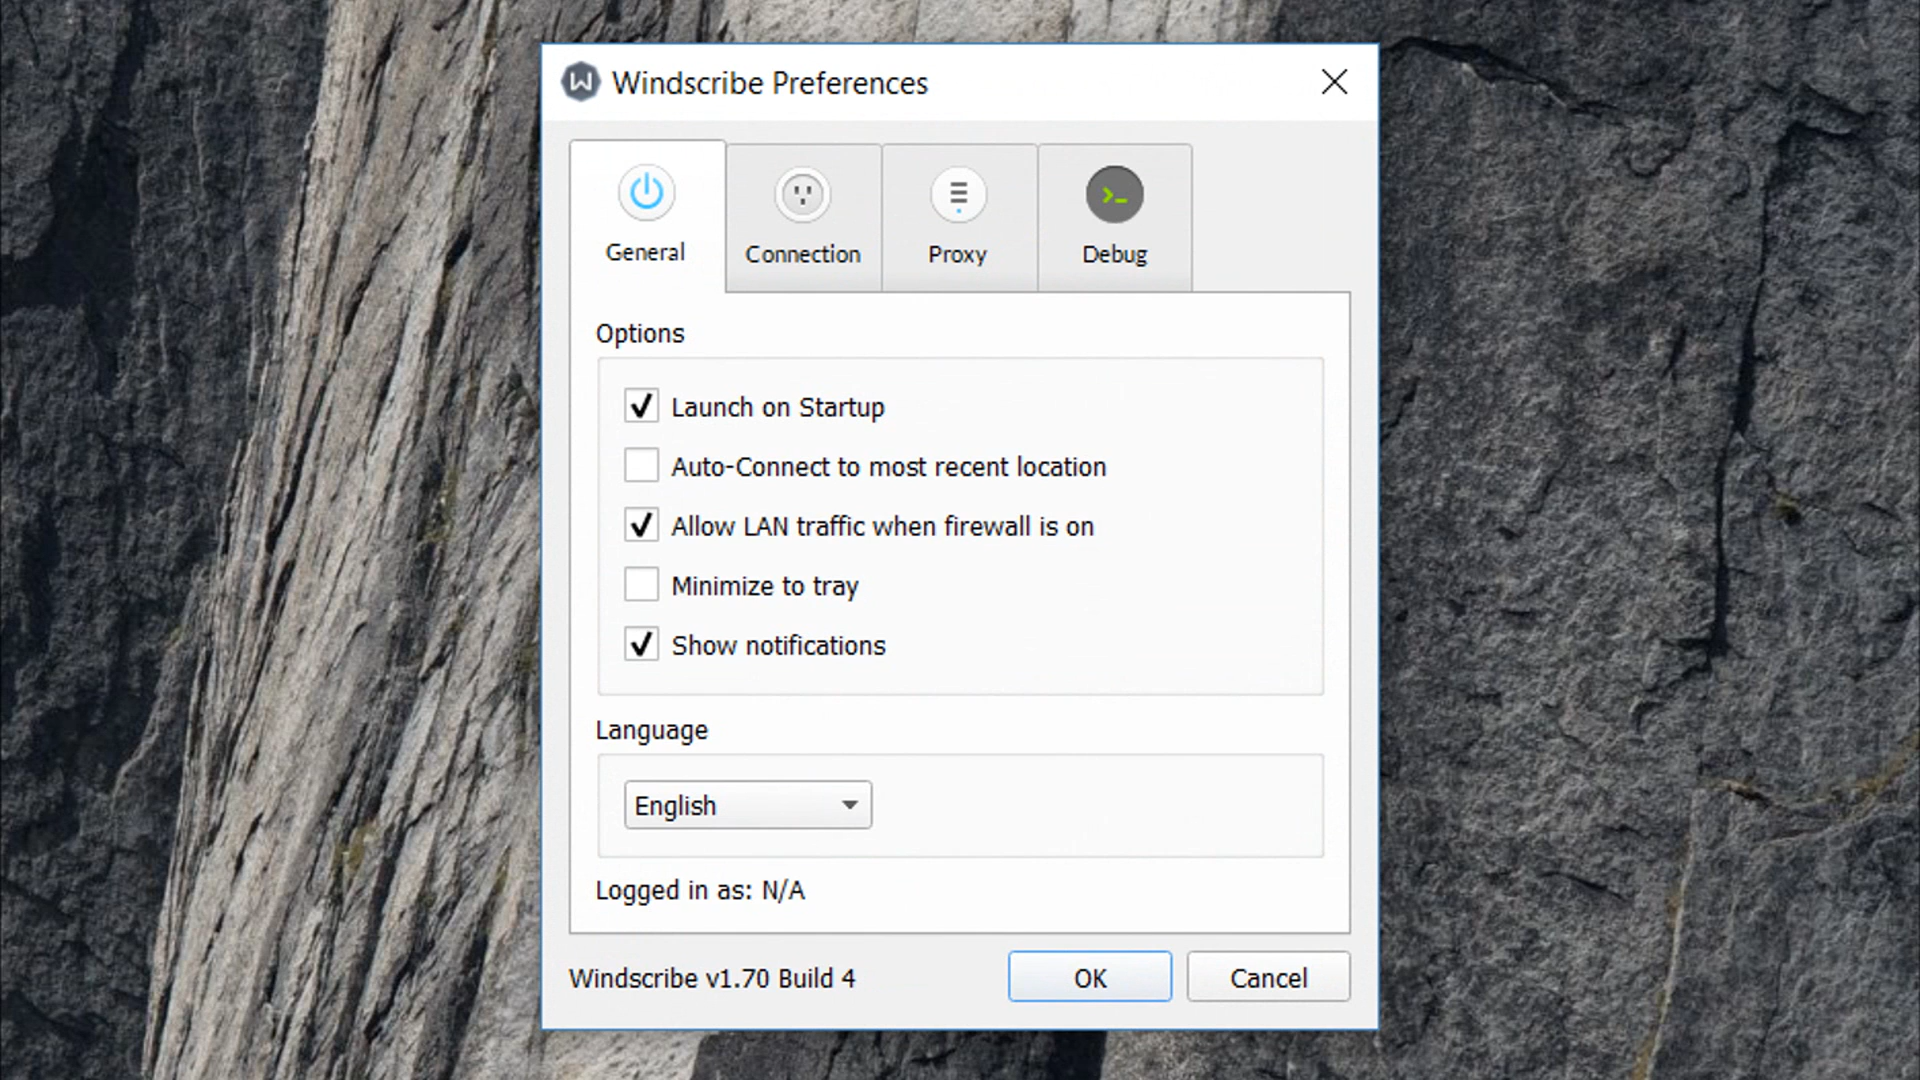 Windscribe Preferences
General
Connection
Proxy
Debug
Options
Launch on Startup
Auto-Connect to most recent location
Allow LAN traffic when firewall is on
Minimize to tray
Show notifications
Language
English
Logged in as: N/A
Windscribe v1.70 Build 4
OK
Cancel